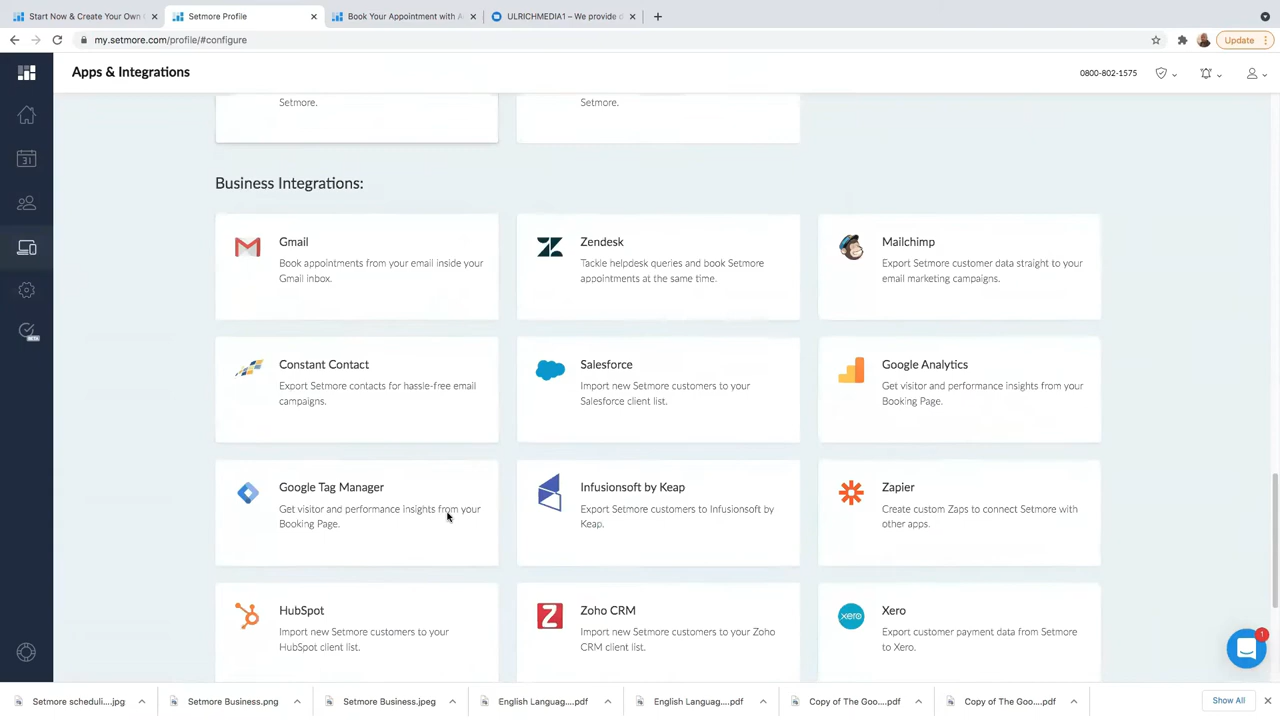 Start Now & Create Your Own
Setmore Profile
Book Your Appointment with A
ULRICHMEDIA1 – We provide
my.setmore.com/profile/#configure
Update
Apps & Integrations
0800-802-1575
31
BETA
Setmore.
Setmore.
Business Integrations:
Gmail
Book appointments from your email inside your
Gmail inbox.
Zendesk
Tackle helpdesk queries and book Setmore
appointments at the same time.
Mailchimp
Export Setmore customer data straight to your
email marketing campaigns.
Constant Contact
Export Setmore contacts for hassle-free email
campaigns.
Salesforce
Import new Setmore customers to your
Salesforce client list.
Google Analytics
Get visitor and performance insights from your
Booking Page.
Google Tag Manager
Get visitor and performance insights from your
Booking Page.
Infusionsoft by Keap
Export Setmore customers to Infusionsoft by
Keap.
Zapier
Create custom Zaps to connect Setmore with
other apps.
HubSpot
Import new Setmore customers to your
HubSpot client list.
Zoho CRM
Import new Setmore customers to your Zoho
CRM client list.
xero
Xero
Export customer payment data from Setmore
to Xero.
1
Setmore scheduli....jpg
Setmore Business.png
Setmore Business.jpeg
English Languag....pdf
English Languag....pdf
Copy of The Goo....pdf
Copy of The Goo....pdf
Show All